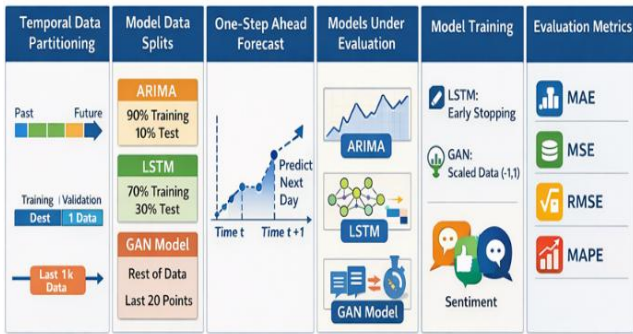 Temporal Data
Partitioning
Past Future
Training Validation
Dest 1 Data
Last 1k
Data
Model Data
Splits
ARIMA
90% Training
10% Test
LSTM
70% Training
30% Test
GAN Model
Rest of Data
Last 20 Points
One-Step Ahead
Forecast
Predict
Next
Day
Time t Time t+1
Models Under
Evaluation
ARIMA
LSTM
GAN Model
Model Training
LSTM:
Early Stopping
GAN:
Scaled Data (-1,1)
Sentiment
Evaluation Metrics
MAE
MSE
RMSE
MAPE